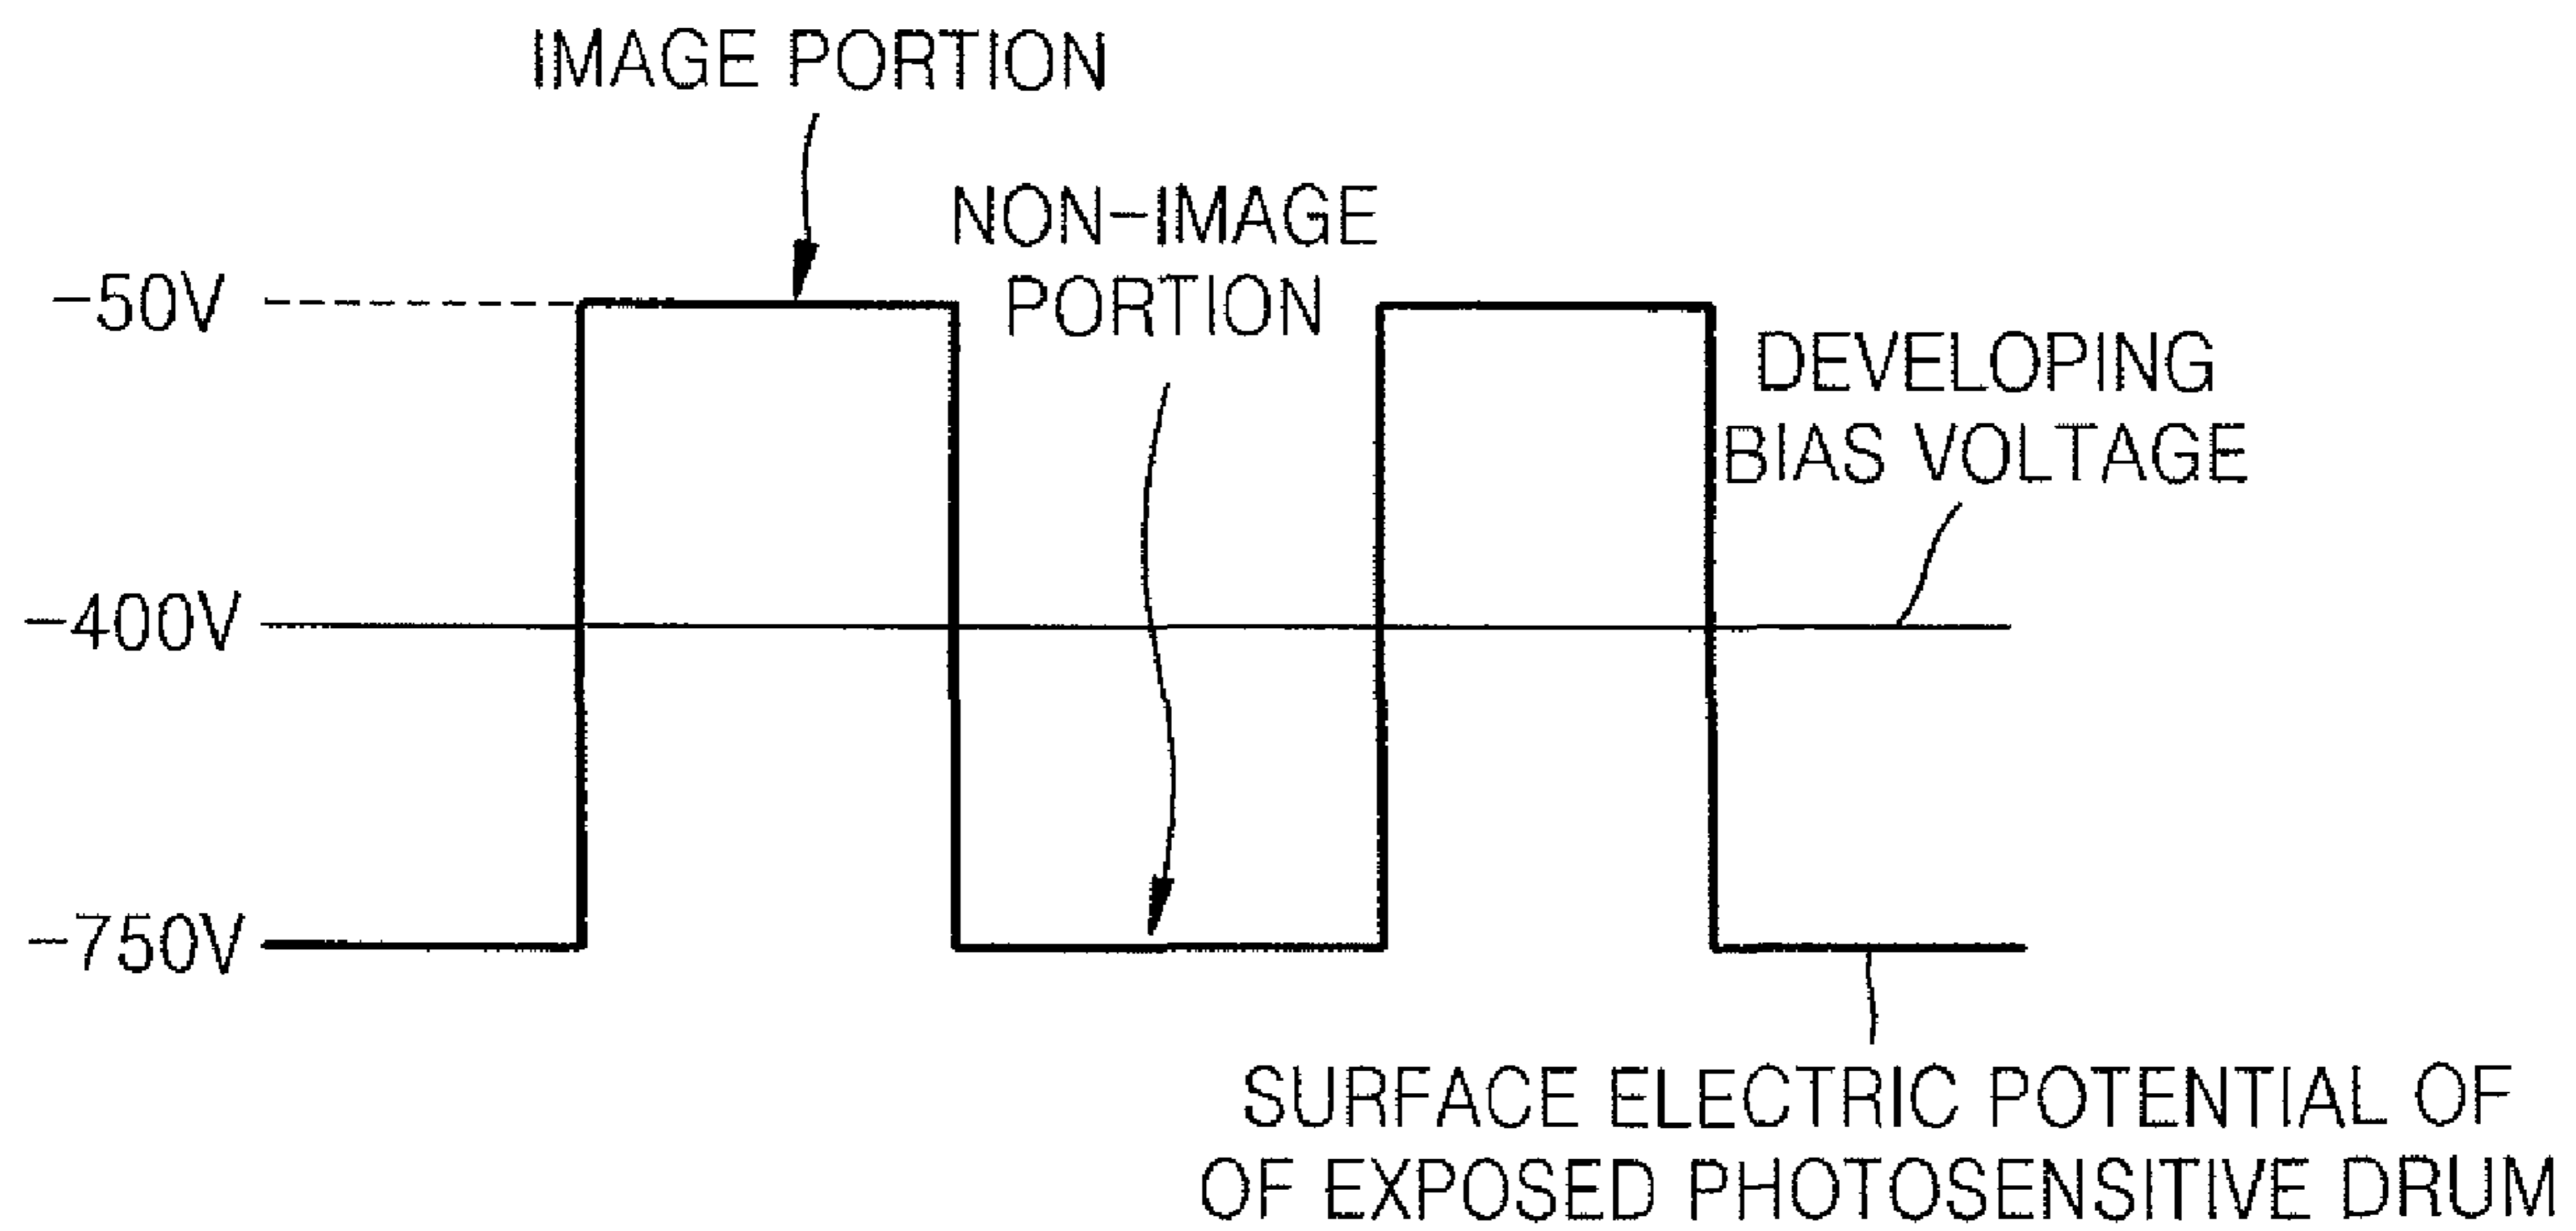 IMAGE PORTION
NON-IMAGE
PORTION
-50V
DEVELOPING
BIAS VOLTAGE
-400V
-750V
SURFACE ELECTRIC POTENTIAL OF
OF EXPOSED PHOTOSENSITIVE DRUM